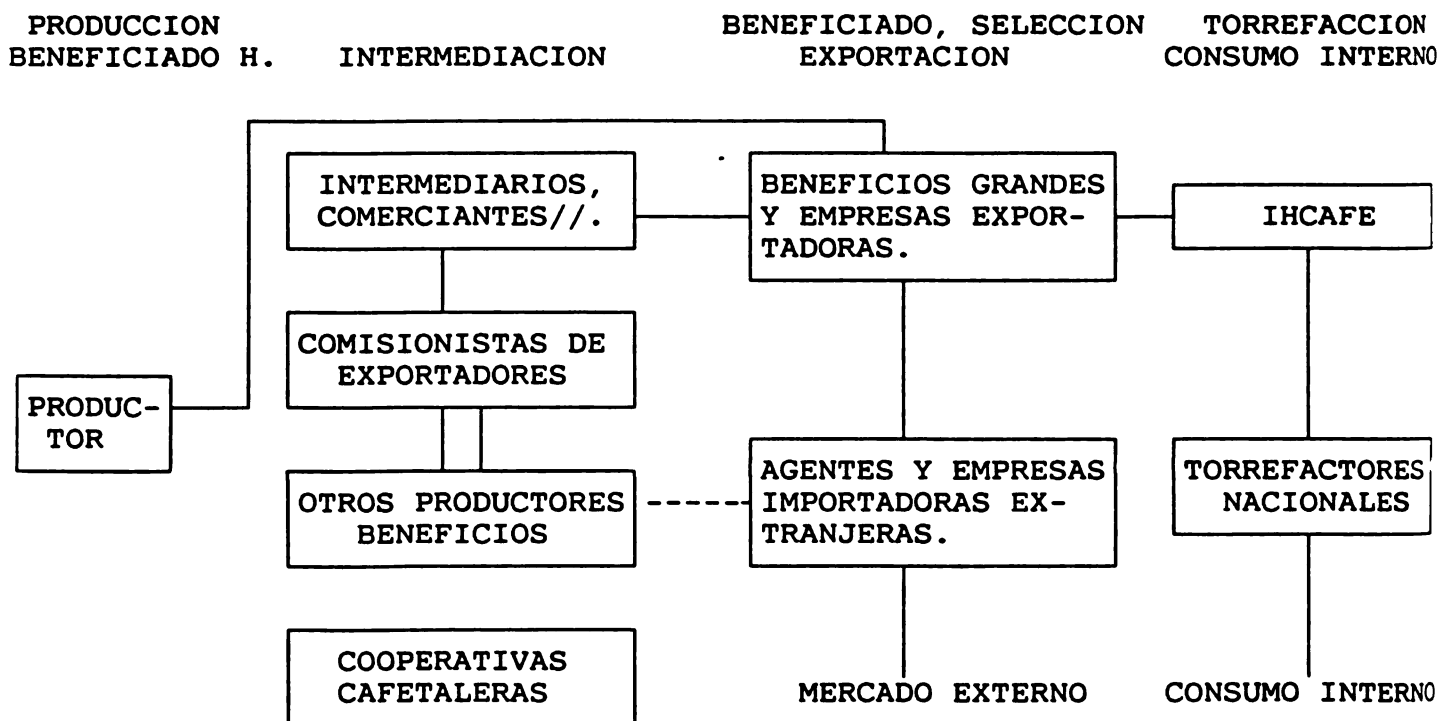 PRODUCCION
BENEFICIADO H.
INTERMEDIACION
BENEFICIADO, SELECCION
EXPORTACION
TORREFACCION
CONSUMO INTERNO
INTERMEDIARIOS,
COMERCIANTES//.
BENEFICIOS GRANDES
Y EMPRESAS EXPOR-
TADORAS.
IHCAFE
COMISIONISTAS DE
EXPORTADORES
PRODUC-
TOR
OTROS PRODUCTORES
BENEFICIOS
AGENTES Y EMPRESAS
IMPORTADORAS EX-
TRANJERAS.
TORREFACTORES
NACIONALES
COOPERATIVAS
CAFETALERAS
MERCADO EXTERNO
CONSUMO INTERNO